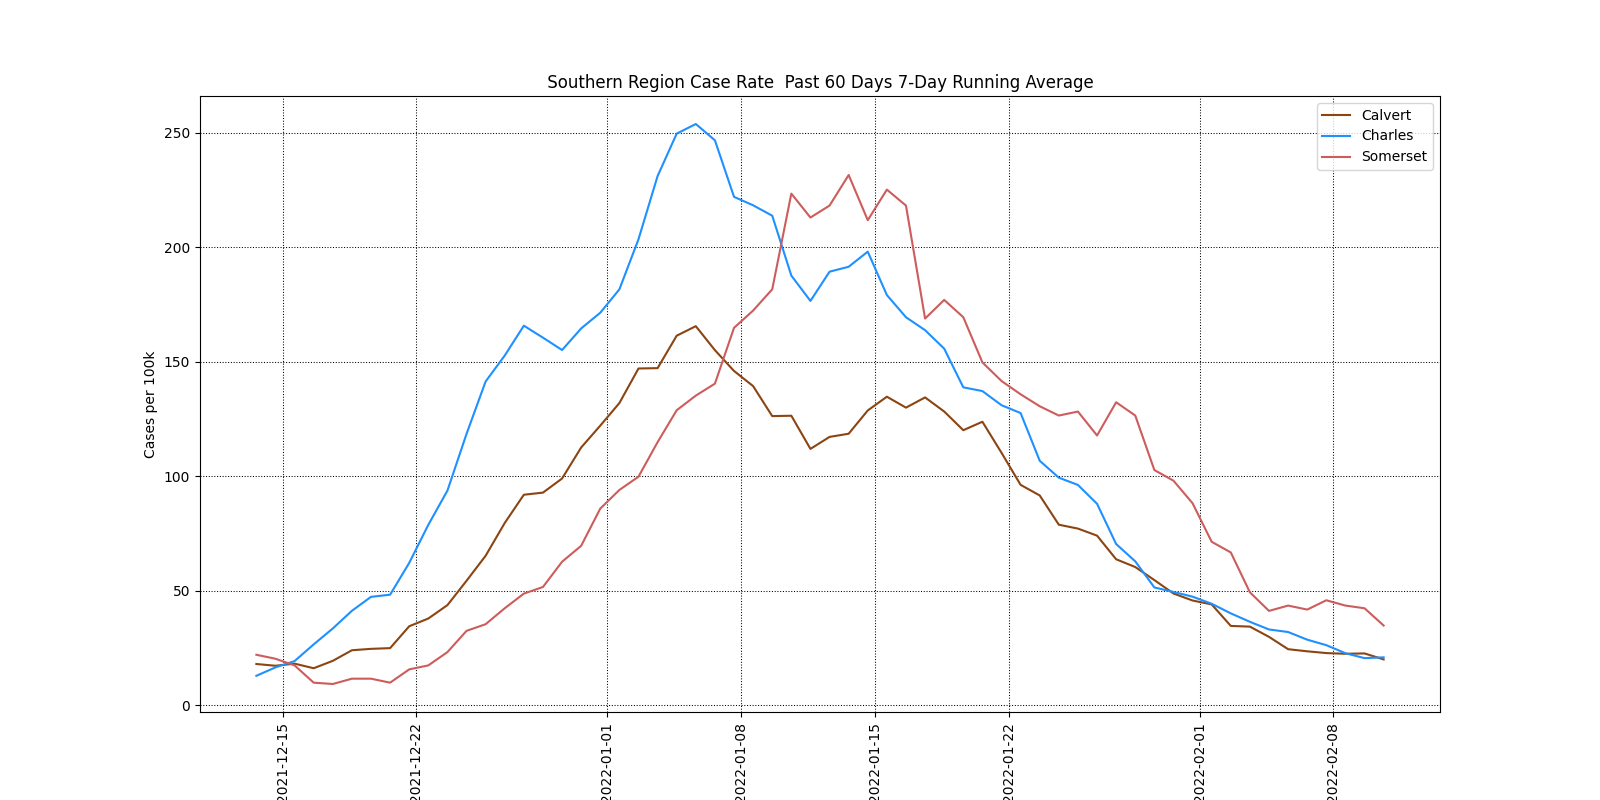 Southern Region Case Rate  Past 60 Days 7-Day Running Average
Calvert
Charles
Somerset
Cases per 100k
250
200
150
100
50
0
2021-12-15
2021-12-22
2022-01-01
2022-01-08
2022-01-15
2022-01-22
2022-02-01
2022-02-08